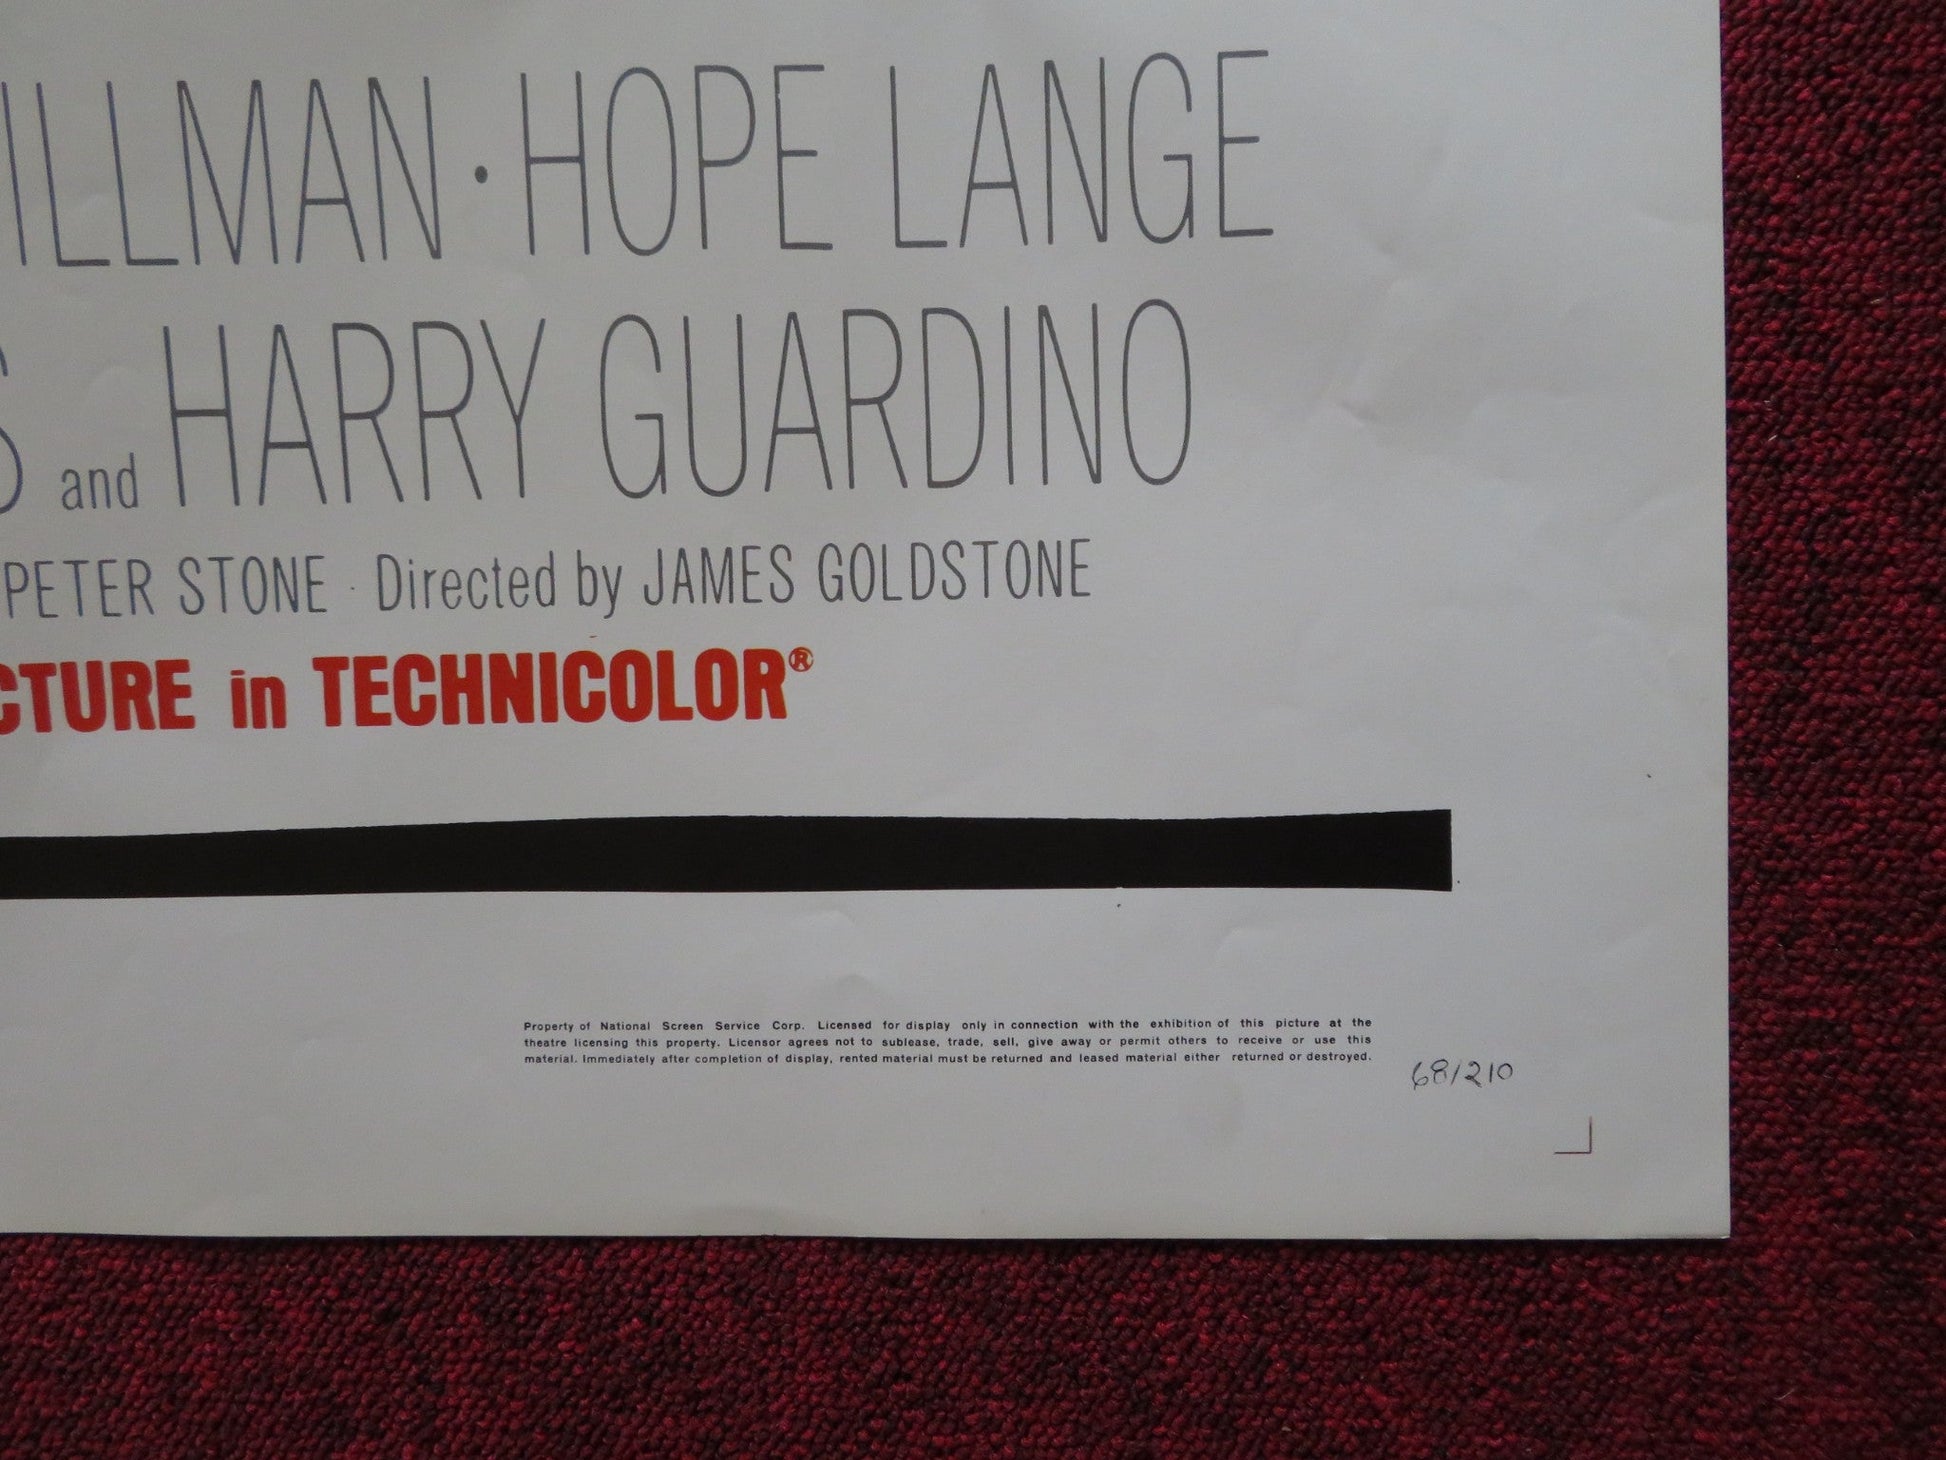 ILLMAN · HOPE LANGE
S and HARRY GUARDINO
PETER STONE · Directed by JAMES GOLDSTONE
CTURE in TECHNICOLOR®
Property of National Screen Service Corp. Licensed for display only in connection with the exhibition of this picture at the
theatre licensing this property. Licensor agrees not to sublease, trade, sell, give away or permit others to receive or use this
material. Immediately after completion of display, rented material must be returned and leased material either returned or destroyed.
68/210